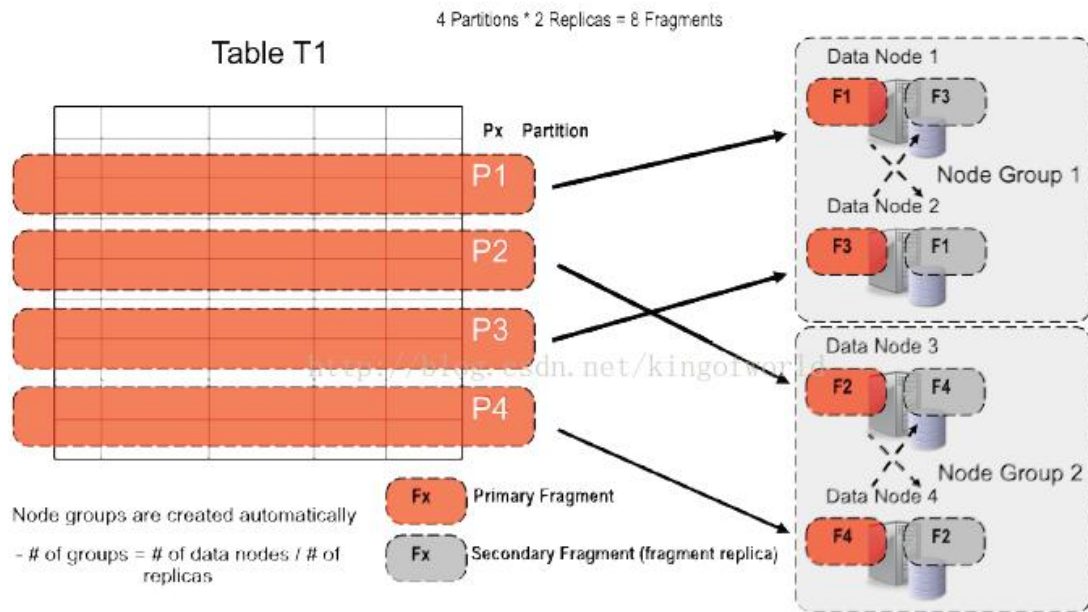 4 Partitions * 2 Replicas = 8 Fragments
Table T1
Px Partition
P1
P2
P3
P4
Data Node 1
F1
F3
Node Group 1
Data Node 2
F3
F1
http://blog.csdn.net/kingofworld
Data Node 3
F2
F4
Node Group 2
Data Node 4
F4
F2
Node groups are created automatically
- # of groups = # of data nodes / # of
replicas
Fx Primary Fragment
Fx Secondary Fragment (fragment replica)